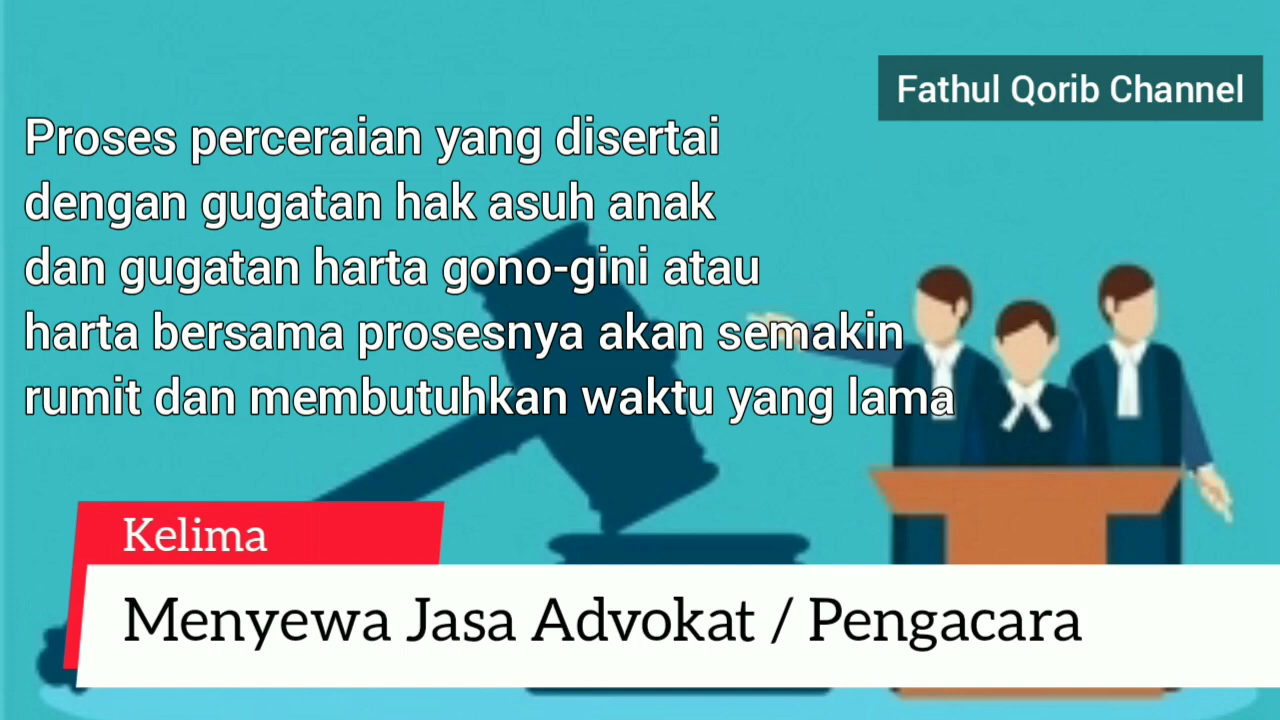 Fathul Qorib Channel
Proses perceraian yang disertai
dengan gugatan hak asuh anak
dan gugatan harta gono-gini atau
harta bersama prosesnya akan semakin
rumit dan membutuhkan waktu yang lama
Kelima
Menyewa Jasa Advokat / Pengacara